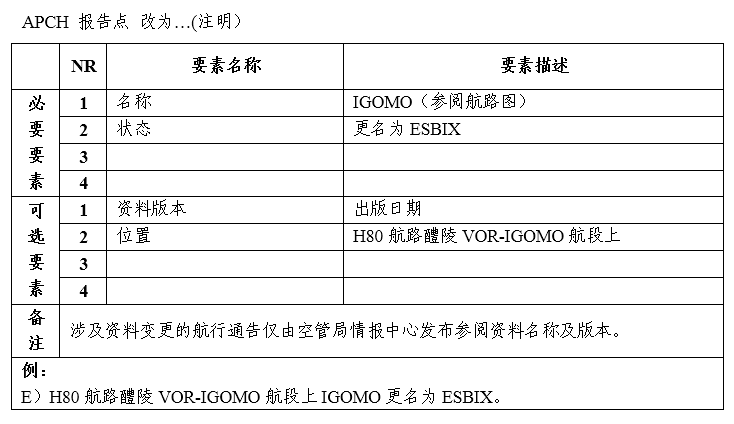 APCH 报告点 改为…(注明)
NR 要素名称 要素描述
必要要素
1 名称 IGOMO（参阅航路图）
2 状态 更名为 ESBIX
3
4
可选要素
1 资料版本 出版日期
2 位置 H80 航路醴陵 VOR-IGOMO 航段上
3
4
备注 涉及资料变更的航行通告仅由空管局情报中心发布参阅资料名称及版本。
例：
E）H80 航路醴陵 VOR-IGOMO 航段上 IGOMO 更名为 ESBIX。